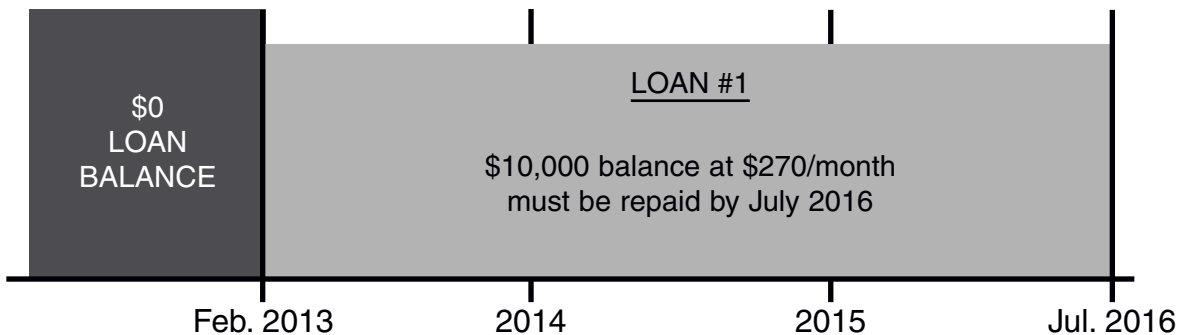 $0
LOAN
BALANCE
LOAN #1
$10,000 balance at $270/month
must be repaid by July 2016
Feb. 2013
2014
2015
Jul. 2016